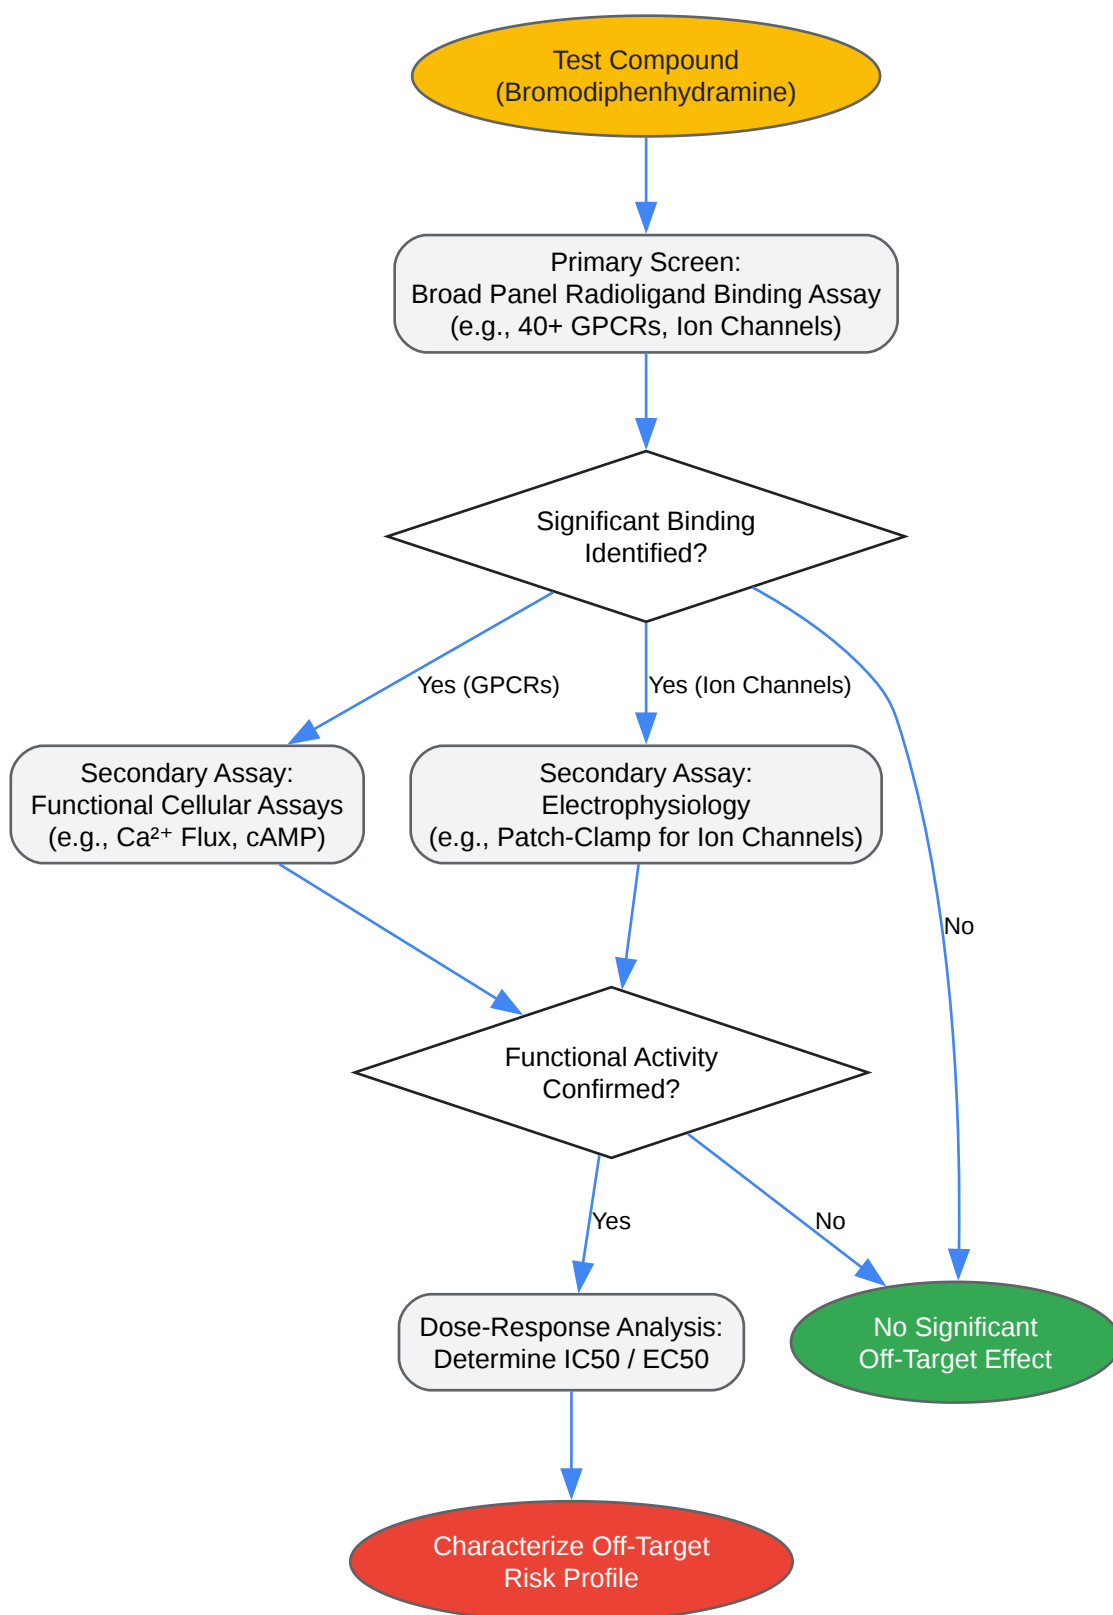 Test Compound
(Bromodiphenhydramine)
Primary Screen:
Broad Panel Radioligand Binding Assay
(e.g., 40+ GPCRs, Ion Channels)
Significant Binding
Identified?
Yes (GPCRs)
Yes (Ion Channels)
Secondary Assay:
Functional Cellular Assays
(e.g., Ca²⁺ Flux, cAMP)
Secondary Assay:
Electrophysiology
(e.g., Patch-Clamp for Ion Channels)
No
Functional Activity
Confirmed?
Yes
No
Dose-Response Analysis:
Determine IC50 / EC50
No Significant
Off-Target Effect
Characterize Off-Target
Risk Profile